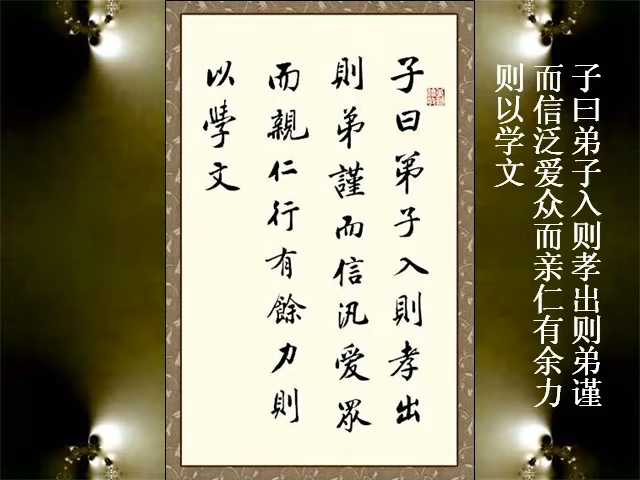 子曰弟子入則孝出
則弟謹而信汎愛眾
而親仁行有餘力則
以學文
子曰弟子入则孝出则弟谨
而信泛爱众而亲仁有余力
则以学文